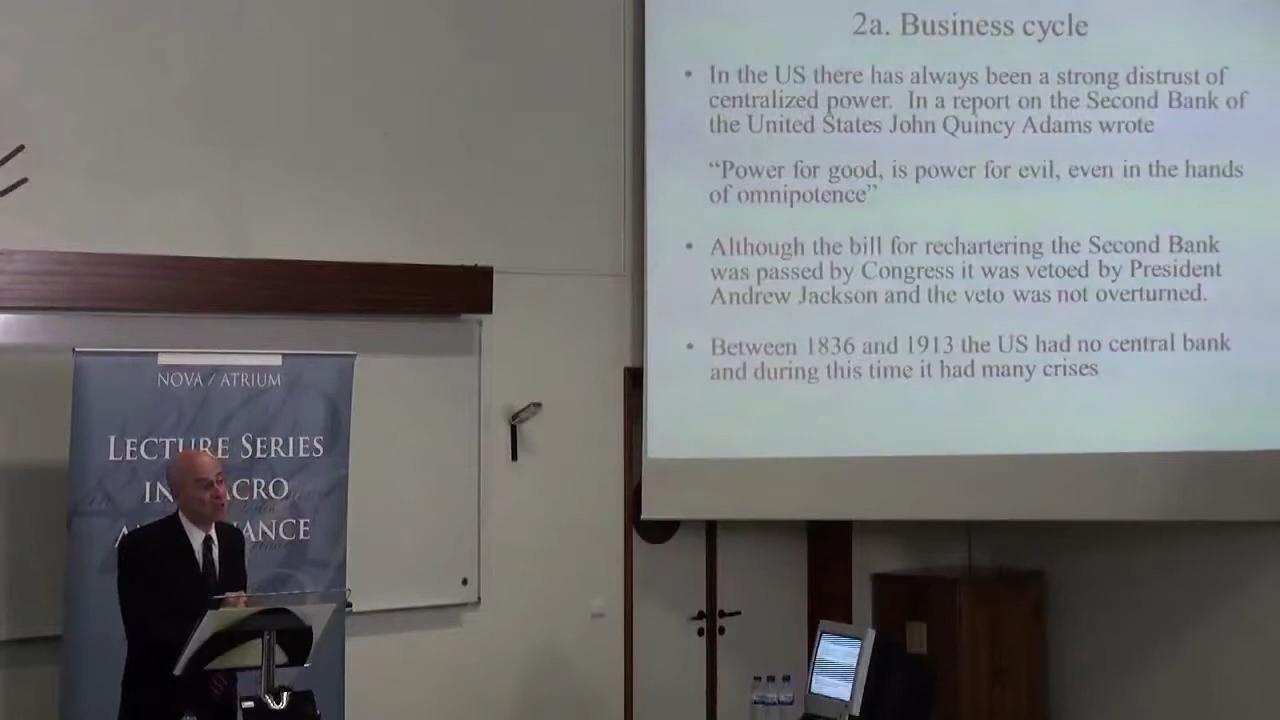 2a. Business cycle
• In the US there has always been a strong distrust of
centralized power. In a report on the Second Bank of
the United States John Quincy Adams wrote
“Power for good, is power for evil, even in the hands
of omnipotence”
• Although the bill for rechartering the Second Bank
was passed by Congress it was vetoed by President
Andrew Jackson and the veto was not overturned.
• Between 1836 and 1913 the US had no central bank
and during this time it had many crises
NOVA / ATRIUM
LECTURE SERIES
IN ACRO
ANCE